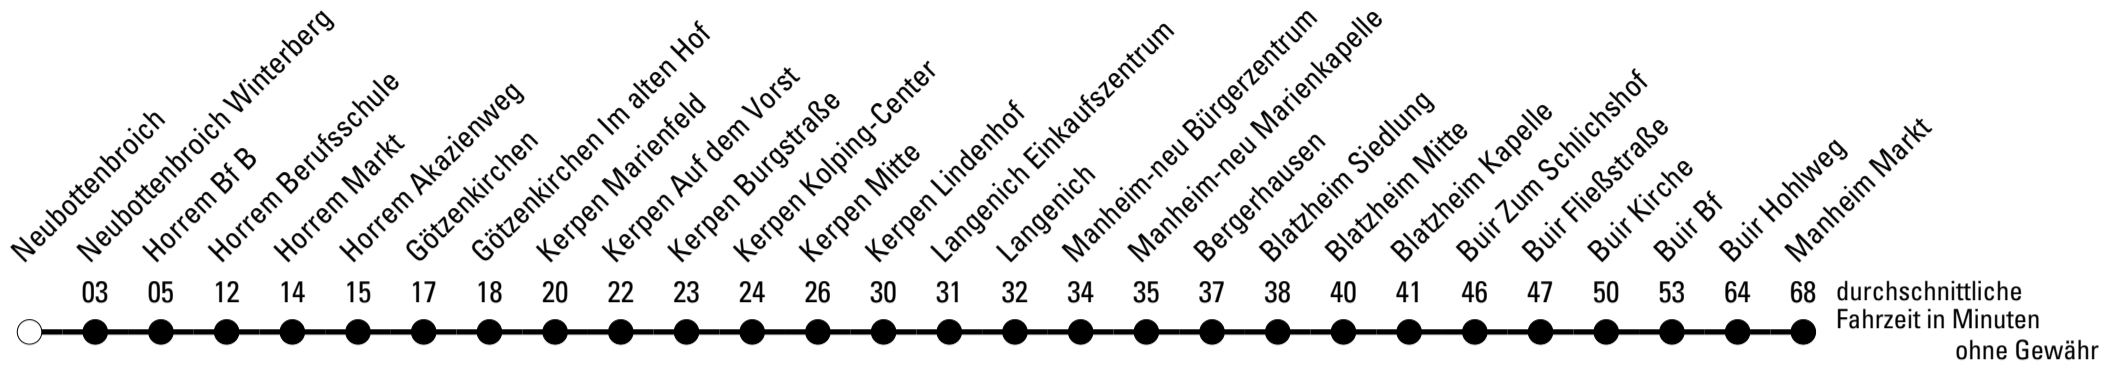 Neubottenbroich
Neubottenbroich Winterberg
Horrem Bf B
Horrem Berufsschule
Horrem Markt
Horrem Akazienweg
Götzenkirchen
Götzenkirchen Im alten Hof
Kerpen Marienfeld
Kerpen Auf dem Vorst
Kerpen Burgstraße
Kerpen Kolping-Center
Kerpen Mitte
Kerpen Lindenhof
Langenich Einkaufszentrum
Langenich
Manheim-neu Bürgerzentrum
Manheim-neu Marienkapelle
Bergerhausen
Blatzheim Siedlung
Blatzheim Mitte
Blatzheim Kapelle
Buir Zum Schlichshof
Buir Fließstraße
Buir Kirche
Buir Bf
Buir Hohlweg
Manheim Markt
03 05 12 14 15 17 18 20 22 23 24 26 30 31 32 34 35 37 38 40 41 46 47 50 53 64 68
durchschnittliche
Fahrzeit in Minuten
ohne Gewähr